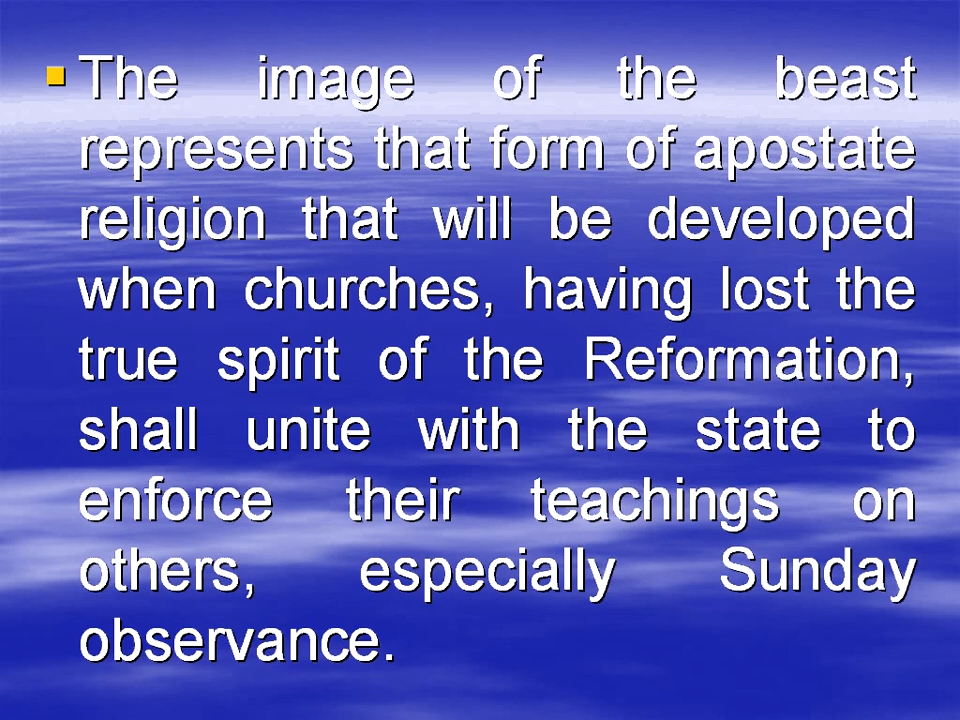 The image of the beast
represents that form of apostate
religion that will be developed
when churches, having lost the
true spirit of the Reformation,
shall unite with the state to
enforce their teachings on
others, especially Sunday
observance.